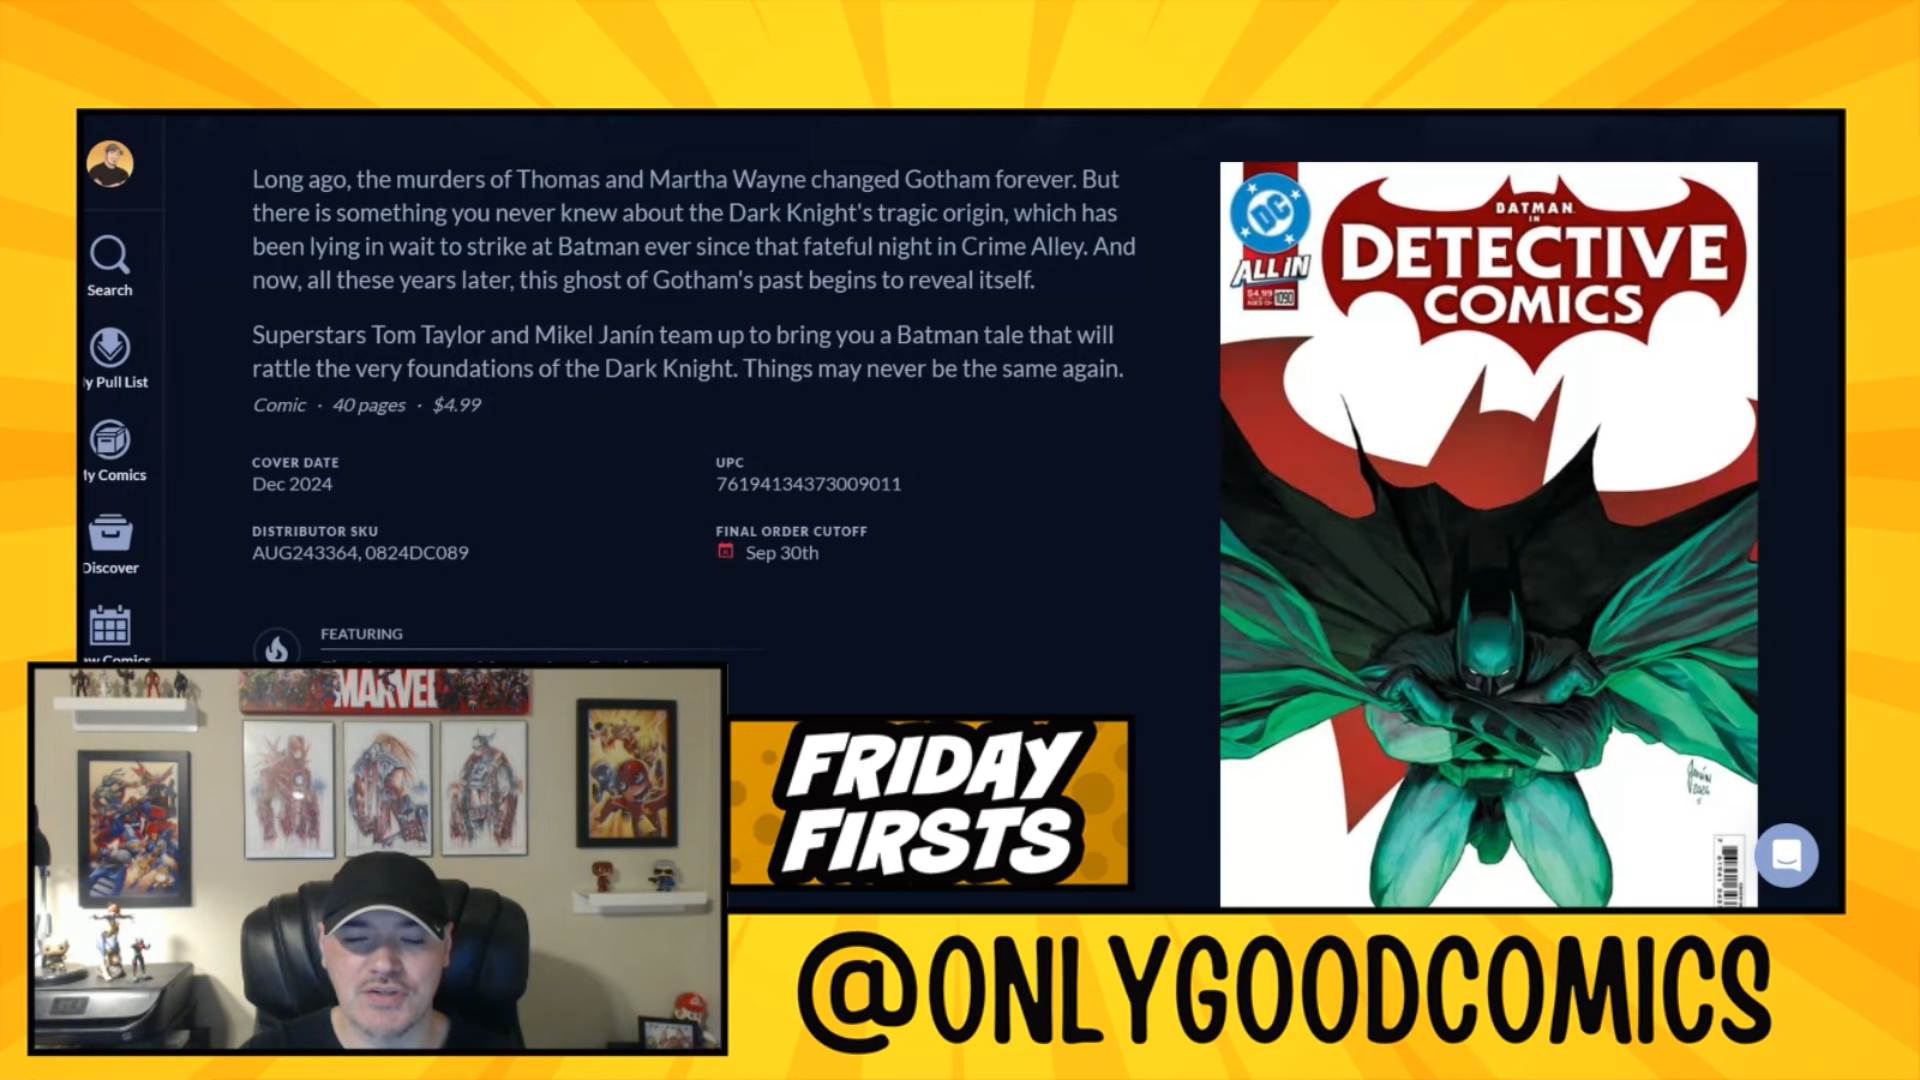 Long ago, the murders of Thomas and Martha Wayne changed Gotham forever. But
there is something you never knew about the Dark Knight's tragic origin, which has
been lying in wait to strike at Batman ever since that fateful night in Crime Alley. And
now, all these years later, this ghost of Gotham's past begins to reveal itself.
Superstars Tom Taylor and Mikel Janín team up to bring you a Batman tale that will
rattle the very foundations of the Dark Knight. Things may never be the same again.
Comic · 40 pages · $4.99
COVER DATE
Dec 2024
UPC
76194134373009011
DISTRIBUTOR SKU
AUG243364, 0824DC089
FINAL ORDER CUTOFF
Sep 30th
FEATURING
Search
y Pull List
y Comics
Discover
DC
ALL IN
$4.99
1090
BATMAN
IN
DETECTIVE
COMICS
Janín
2024
MARVEL
FRIDAY
FIRSTS
@ONLYGOODCOMICS